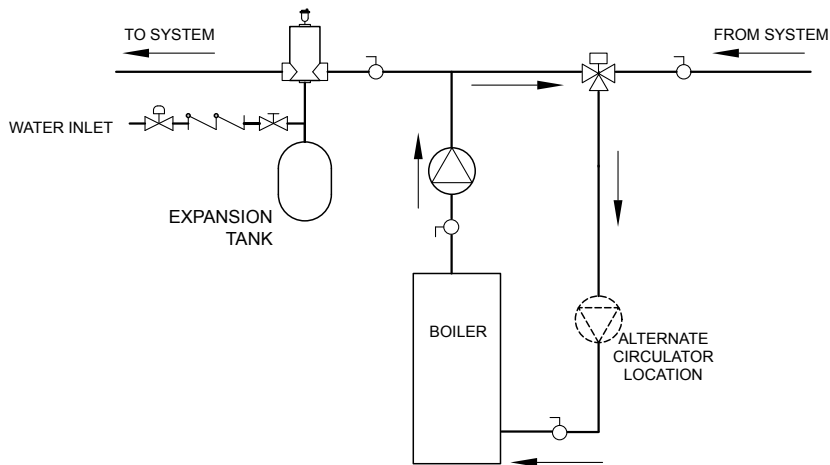 TO SYSTEM
FROM SYSTEM
WATER INLET
EXPANSION
TANK
BOILER
ALTERNATE
CIRCULATOR
LOCATION